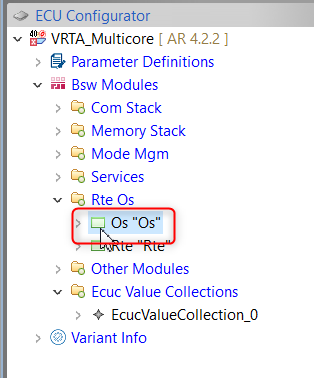 ECU Configurator
VRTA_Multicore [ AR 4.2.2 ]
Parameter Definitions
Bsw Modules
Com Stack
Memory Stack
Mode Mgm
Services
Rte Os
Os "Os"
Rte "Rte"
Other Modules
Ecuc Value Collections
EcucValueCollection_0
Variant Info